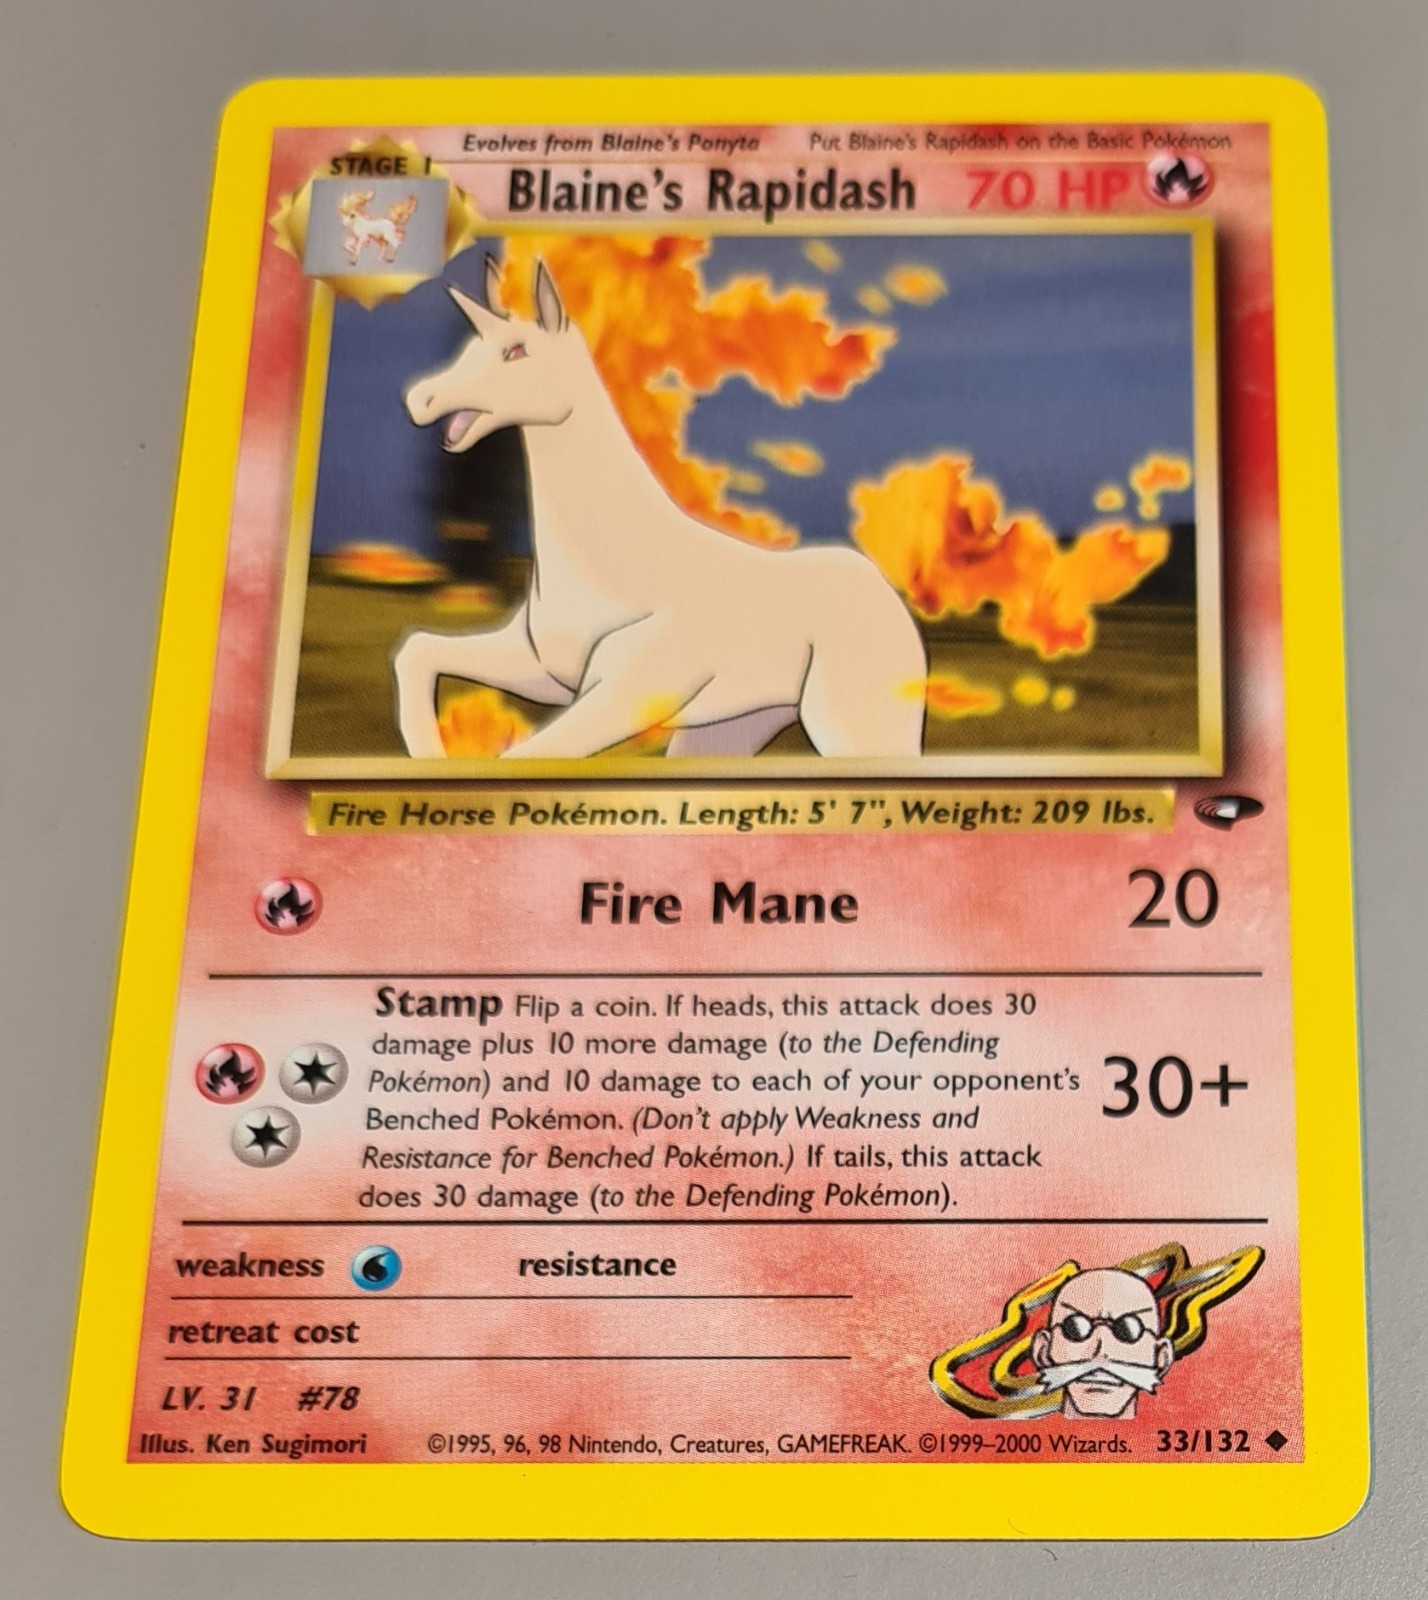 Evolves from Blaine's Ponyta Put Blaine's Rapidash on the Basic Pokémon
STAGE 1
Blaine's Rapidash 70 HP
Fire Horse Pokémon. Length: 5' 7", Weight: 209 lbs.
Fire Mane 20
Stamp Flip a coin. If heads, this attack does 30
damage plus 10 more damage (to the Defending
Pokémon) and 10 damage to each of your opponent's
Benched Pokémon. (Don't apply Weakness and
Resistance for Benched Pokémon.) If tails, this attack
does 30 damage (to the Defending Pokémon).
30+
weakness resistance
retreat cost
LV. 31 #78
Illus. Ken Sugimori ©1995, 96, 98 Nintendo, Creatures, GAMEFREAK. ©1999–2000 Wizards. 33/132